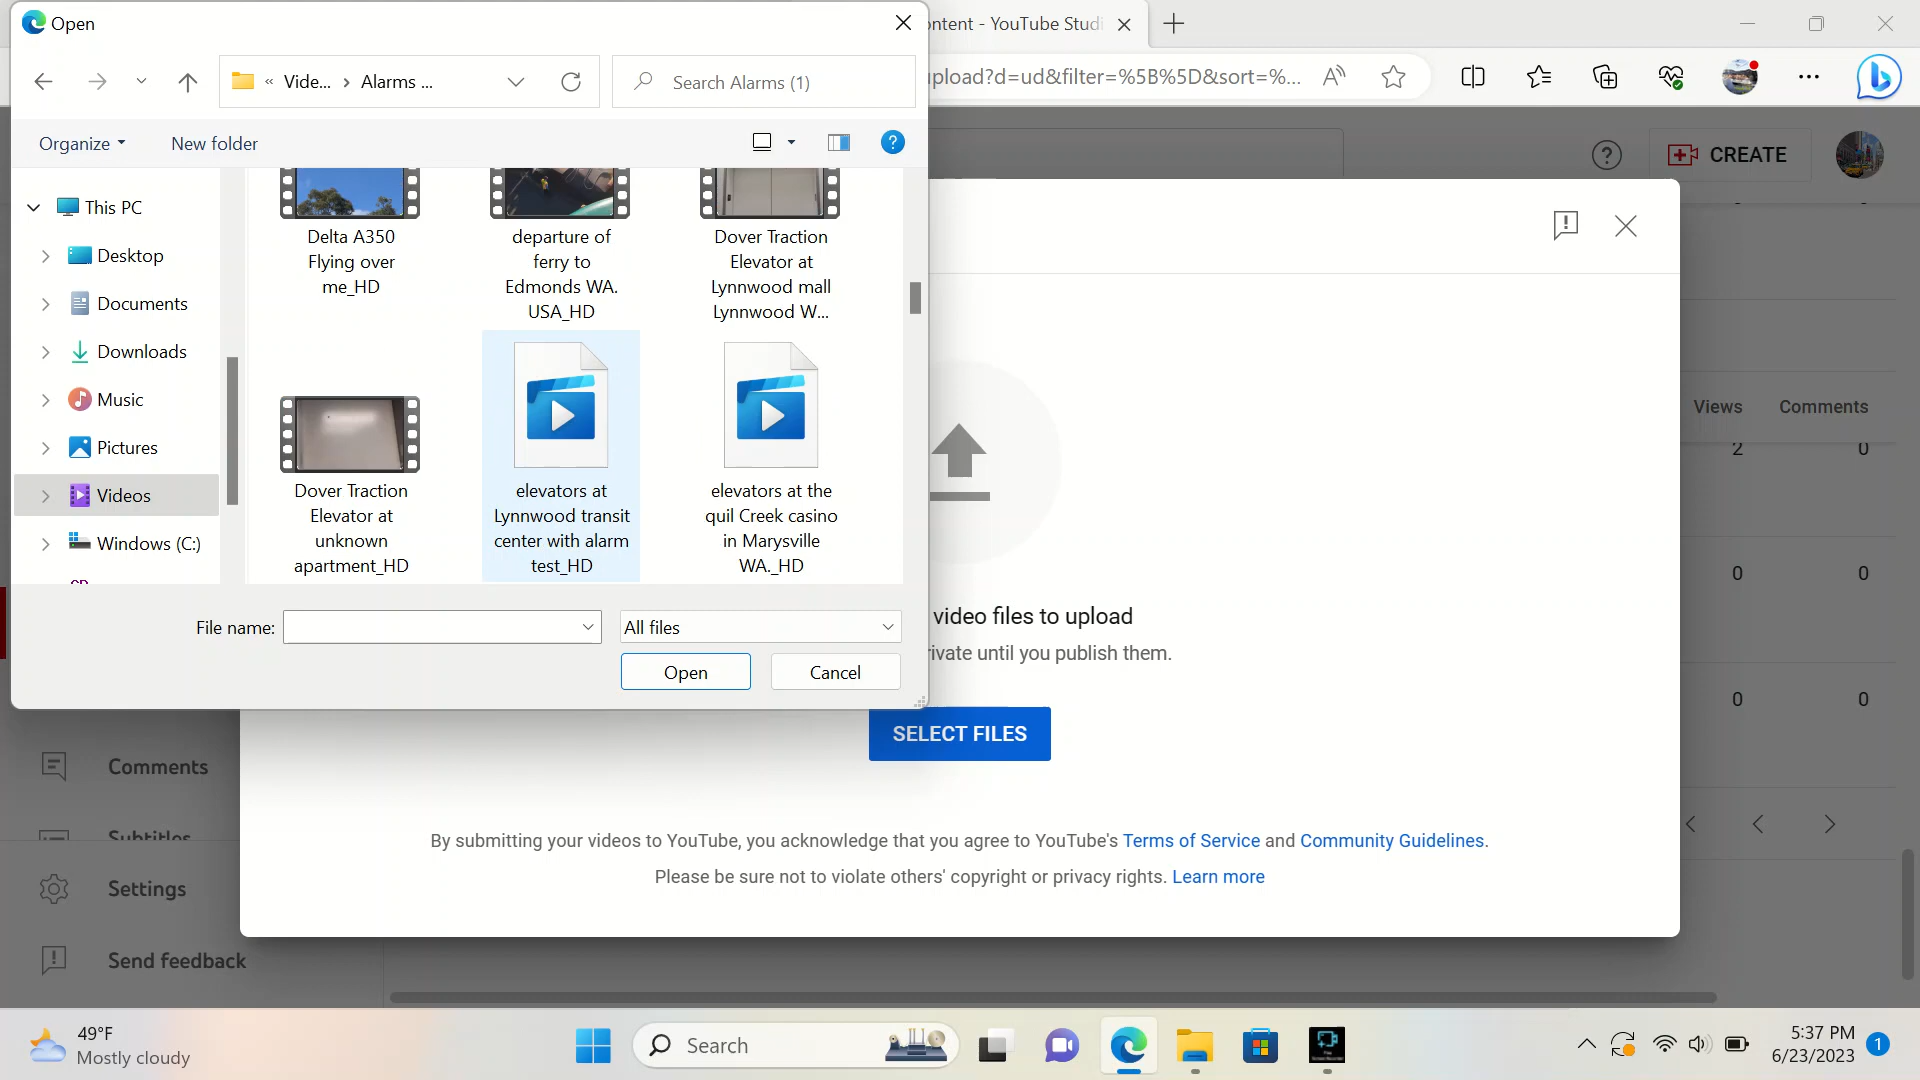 Open
ntent - YouTube Studi
« Vide... > Alarms ...
Search Alarms (1)
pload?d=ud&filter=%5B%5D&sort=%...
Organize
New folder
CREATE
This PC
Desktop
Documents
Downloads
Music
Pictures
Videos
Windows (C:)
Delta A350
Flying over
me_HD
departure of
ferry to
Edmonds WA.
USA_HD
Dover Traction
Elevator at
Lynnwood mall
Lynnwood W...
Dover Traction
Elevator at
unknown
apartment_HD
elevators at
Lynnwood transit
center with alarm
test_HD
elevators at the
quil Creek casino
in Marysville
WA._HD
File name:
All files
Open
Cancel
Views
Comments
2
0
0
0
0
0
video files to upload
ivate until you publish them.
SELECT FILES
By submitting your videos to YouTube, you acknowledge that you agree to YouTube's Terms of Service and Community Guidelines.
Please be sure not to violate others' copyright or privacy rights. Learn more
Comments
Subtitles
Settings
Send feedback
49°F
Mostly cloudy
Search
5:37 PM
6/23/2023
1